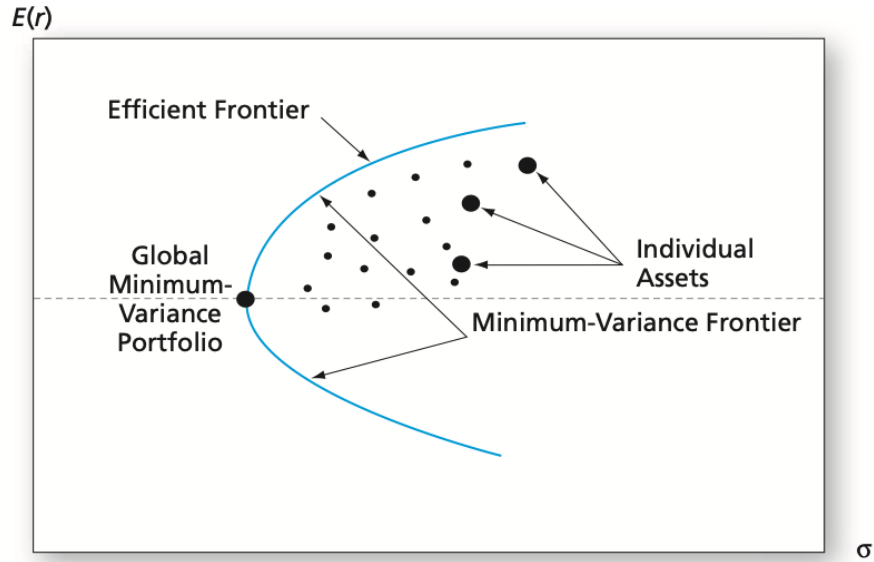 E(r)
Efficient Frontier
Global
Minimum-
Variance
Portfolio
Individual
Assets
Minimum-Variance Frontier
σ